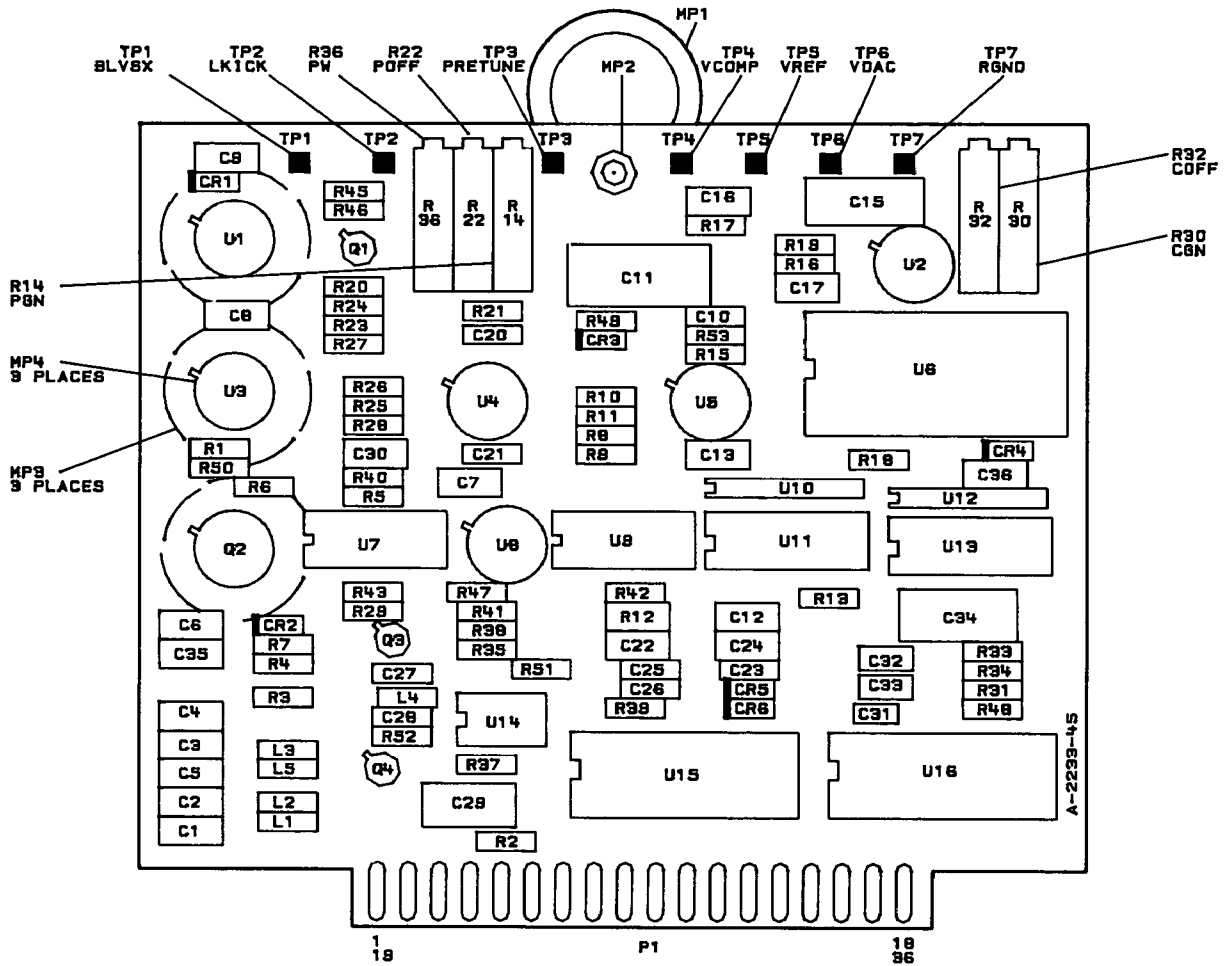 MP1
TP1
BLVSX
TP2
LKICK
R36
PW
R22
POFF
TP3
PRETUNE
MP2
TP4
VCOMP
TP5
VREF
TP6
VDAC
TP7
RGND
TP1
TP2
TP3
TP4
TP5
TP6
TP7
C9
CR1
U1
R45
R46
Q1
R
36
R
22
R
14
C16
R17
C15
R
32
R
30
R32
COFF
R30
CGN
R14
PGN
R19
R16
C17
U2
C11
C8
R20
R24
R23
R27
R21
C20
R49
CR3
C10
R53
R15
U6
MP4
3 PLACES
U3
MP3
3 PLACES
R26
R25
R28
U4
R10
R11
R8
R9
U5
R1
R50
R6
C30
R40
R5
C21
C7
C13
R18
CR4
C36
U10
U12
Q2
U7
U8
U9
U11
U13
R43
R29
Q3
R47
R41
R38
R35
R51
R42
R12
C22
C25
C26
R39
C12
C24
C23
CR5
CR6
R13
C34
C32
C33
C31
R33
R34
R31
R48
C6
C35
CR2
R7
R4
R3
C27
L4
C28
R52
U14
C4
C3
C5
C2
C1
L3
L5
L2
L1
Q4
R37
C29
R2
U15
U16
A-2233-45
1
19
P1
18
36